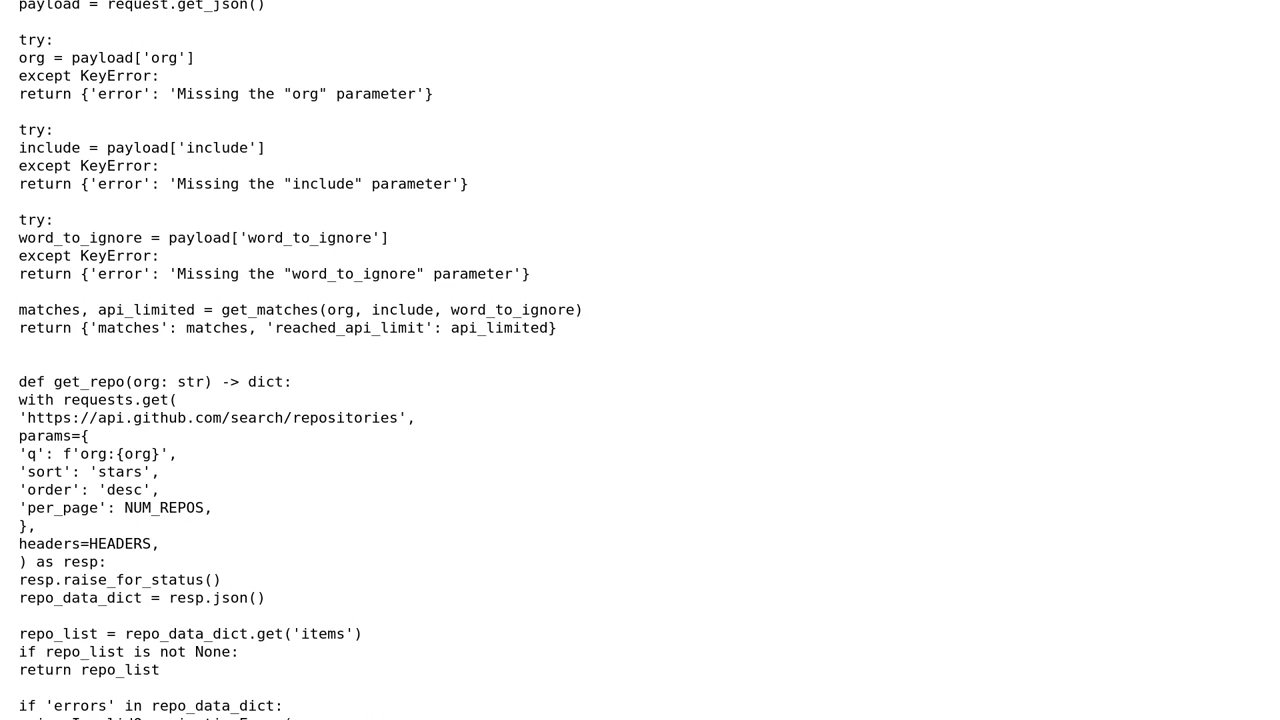 payload = request.get_json()

try:
org = payload['org']
except KeyError:
return {'error': 'Missing the "org" parameter'}

try:
include = payload['include']
except KeyError:
return {'error': 'Missing the "include" parameter'}

try:
word_to_ignore = payload['word_to_ignore']
except KeyError:
return {'error': 'Missing the "word_to_ignore" parameter'}

matches, api_limited = get_matches(org, include, word_to_ignore)
return {'matches': matches, 'reached_api_limit': api_limited}


def get_repo(org: str) -> dict:
with requests.get(
'https://api.github.com/search/repositories',
params={
'q': f'org:{org}',
'sort': 'stars',
'order': 'desc',
'per_page': NUM_REPOS,
},
headers=HEADERS,
) as resp:
resp.raise_for_status()
repo_data_dict = resp.json()

repo_list = repo_data_dict.get('items')
if repo_list is not None:
return repo_list

if 'errors' in repo_data_dict: